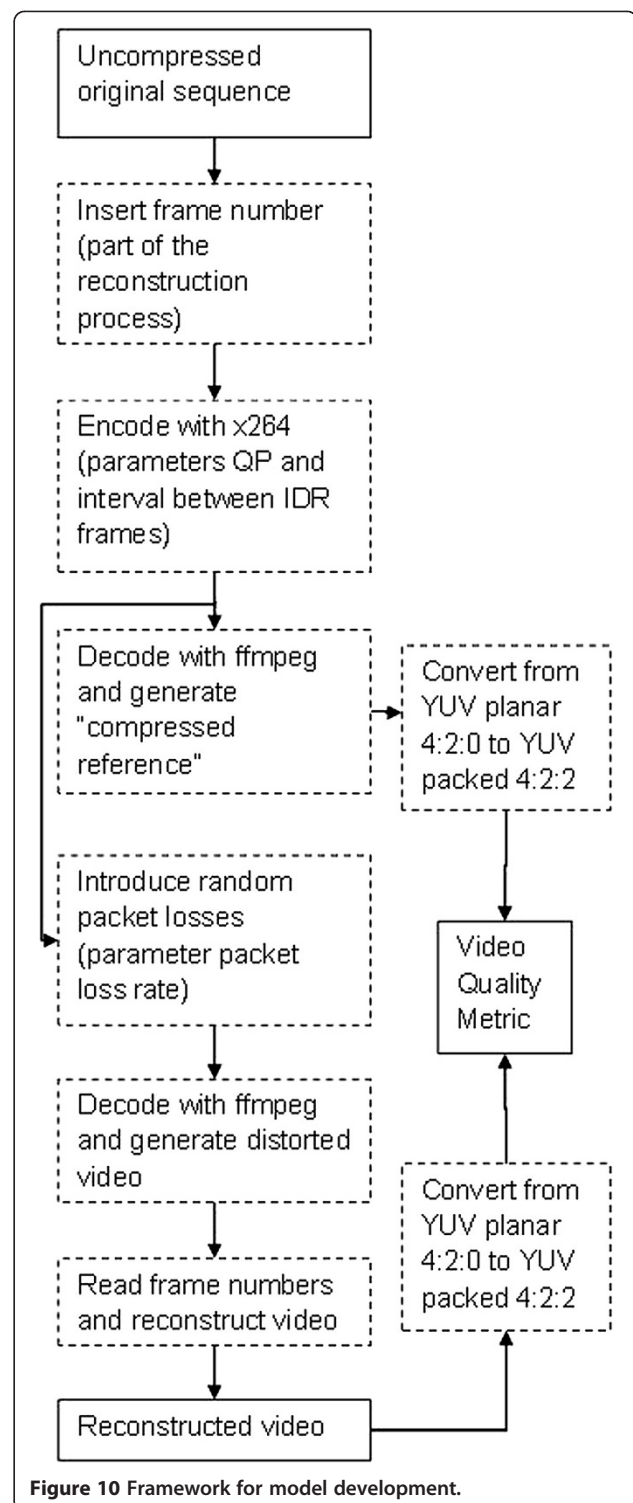 Uncompressed
original sequence
Insert frame number
(part of the
reconstruction
process)
Encode with x264
(parameters QP and
interval between IDR
frames)
Decode with ffmpeg
and generate
"compressed
reference"
Convert from
YUV planar
4:2:0 to YUV
packed 4:2:2
Introduce random
packet losses
(parameter packet
loss rate)
Video
Quality
Metric
Decode with ffmpeg
and generate distorted
video
Convert from
YUV planar
4:2:0 to YUV
packed 4:2:2
Read frame numbers
and reconstruct video
Reconstructed video
Figure 10 Framework for model development.